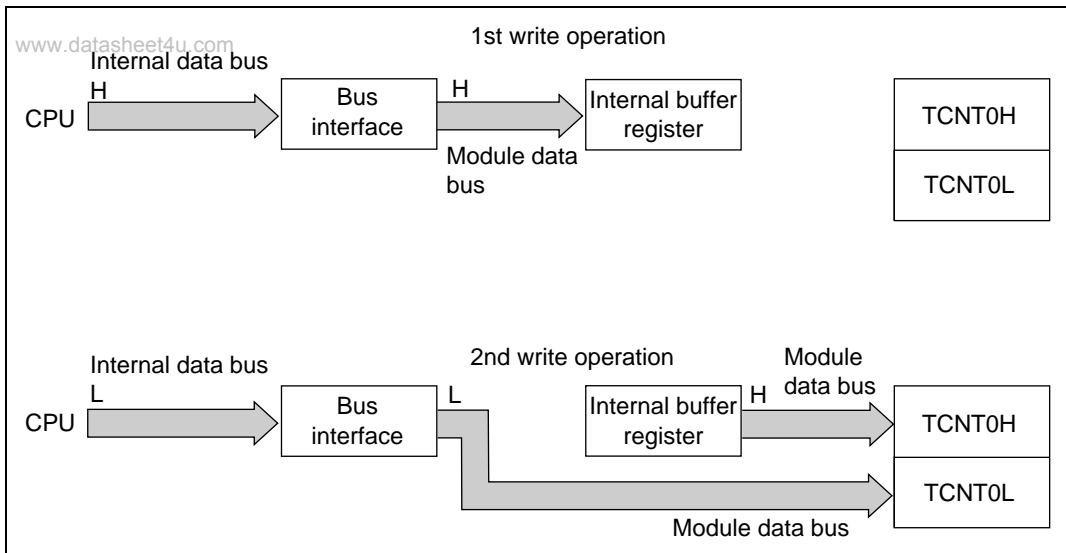 www.datasheet4u.com
1st write operation
Internal data bus
H
CPU
Bus
interface
H
Module data
bus
Internal buffer
register
TCNT0H
TCNT0L
2nd write operation
Internal data bus
L
CPU
Bus
interface
L
Internal buffer
register
H
Module
data bus
TCNT0H
TCNT0L
Module data bus